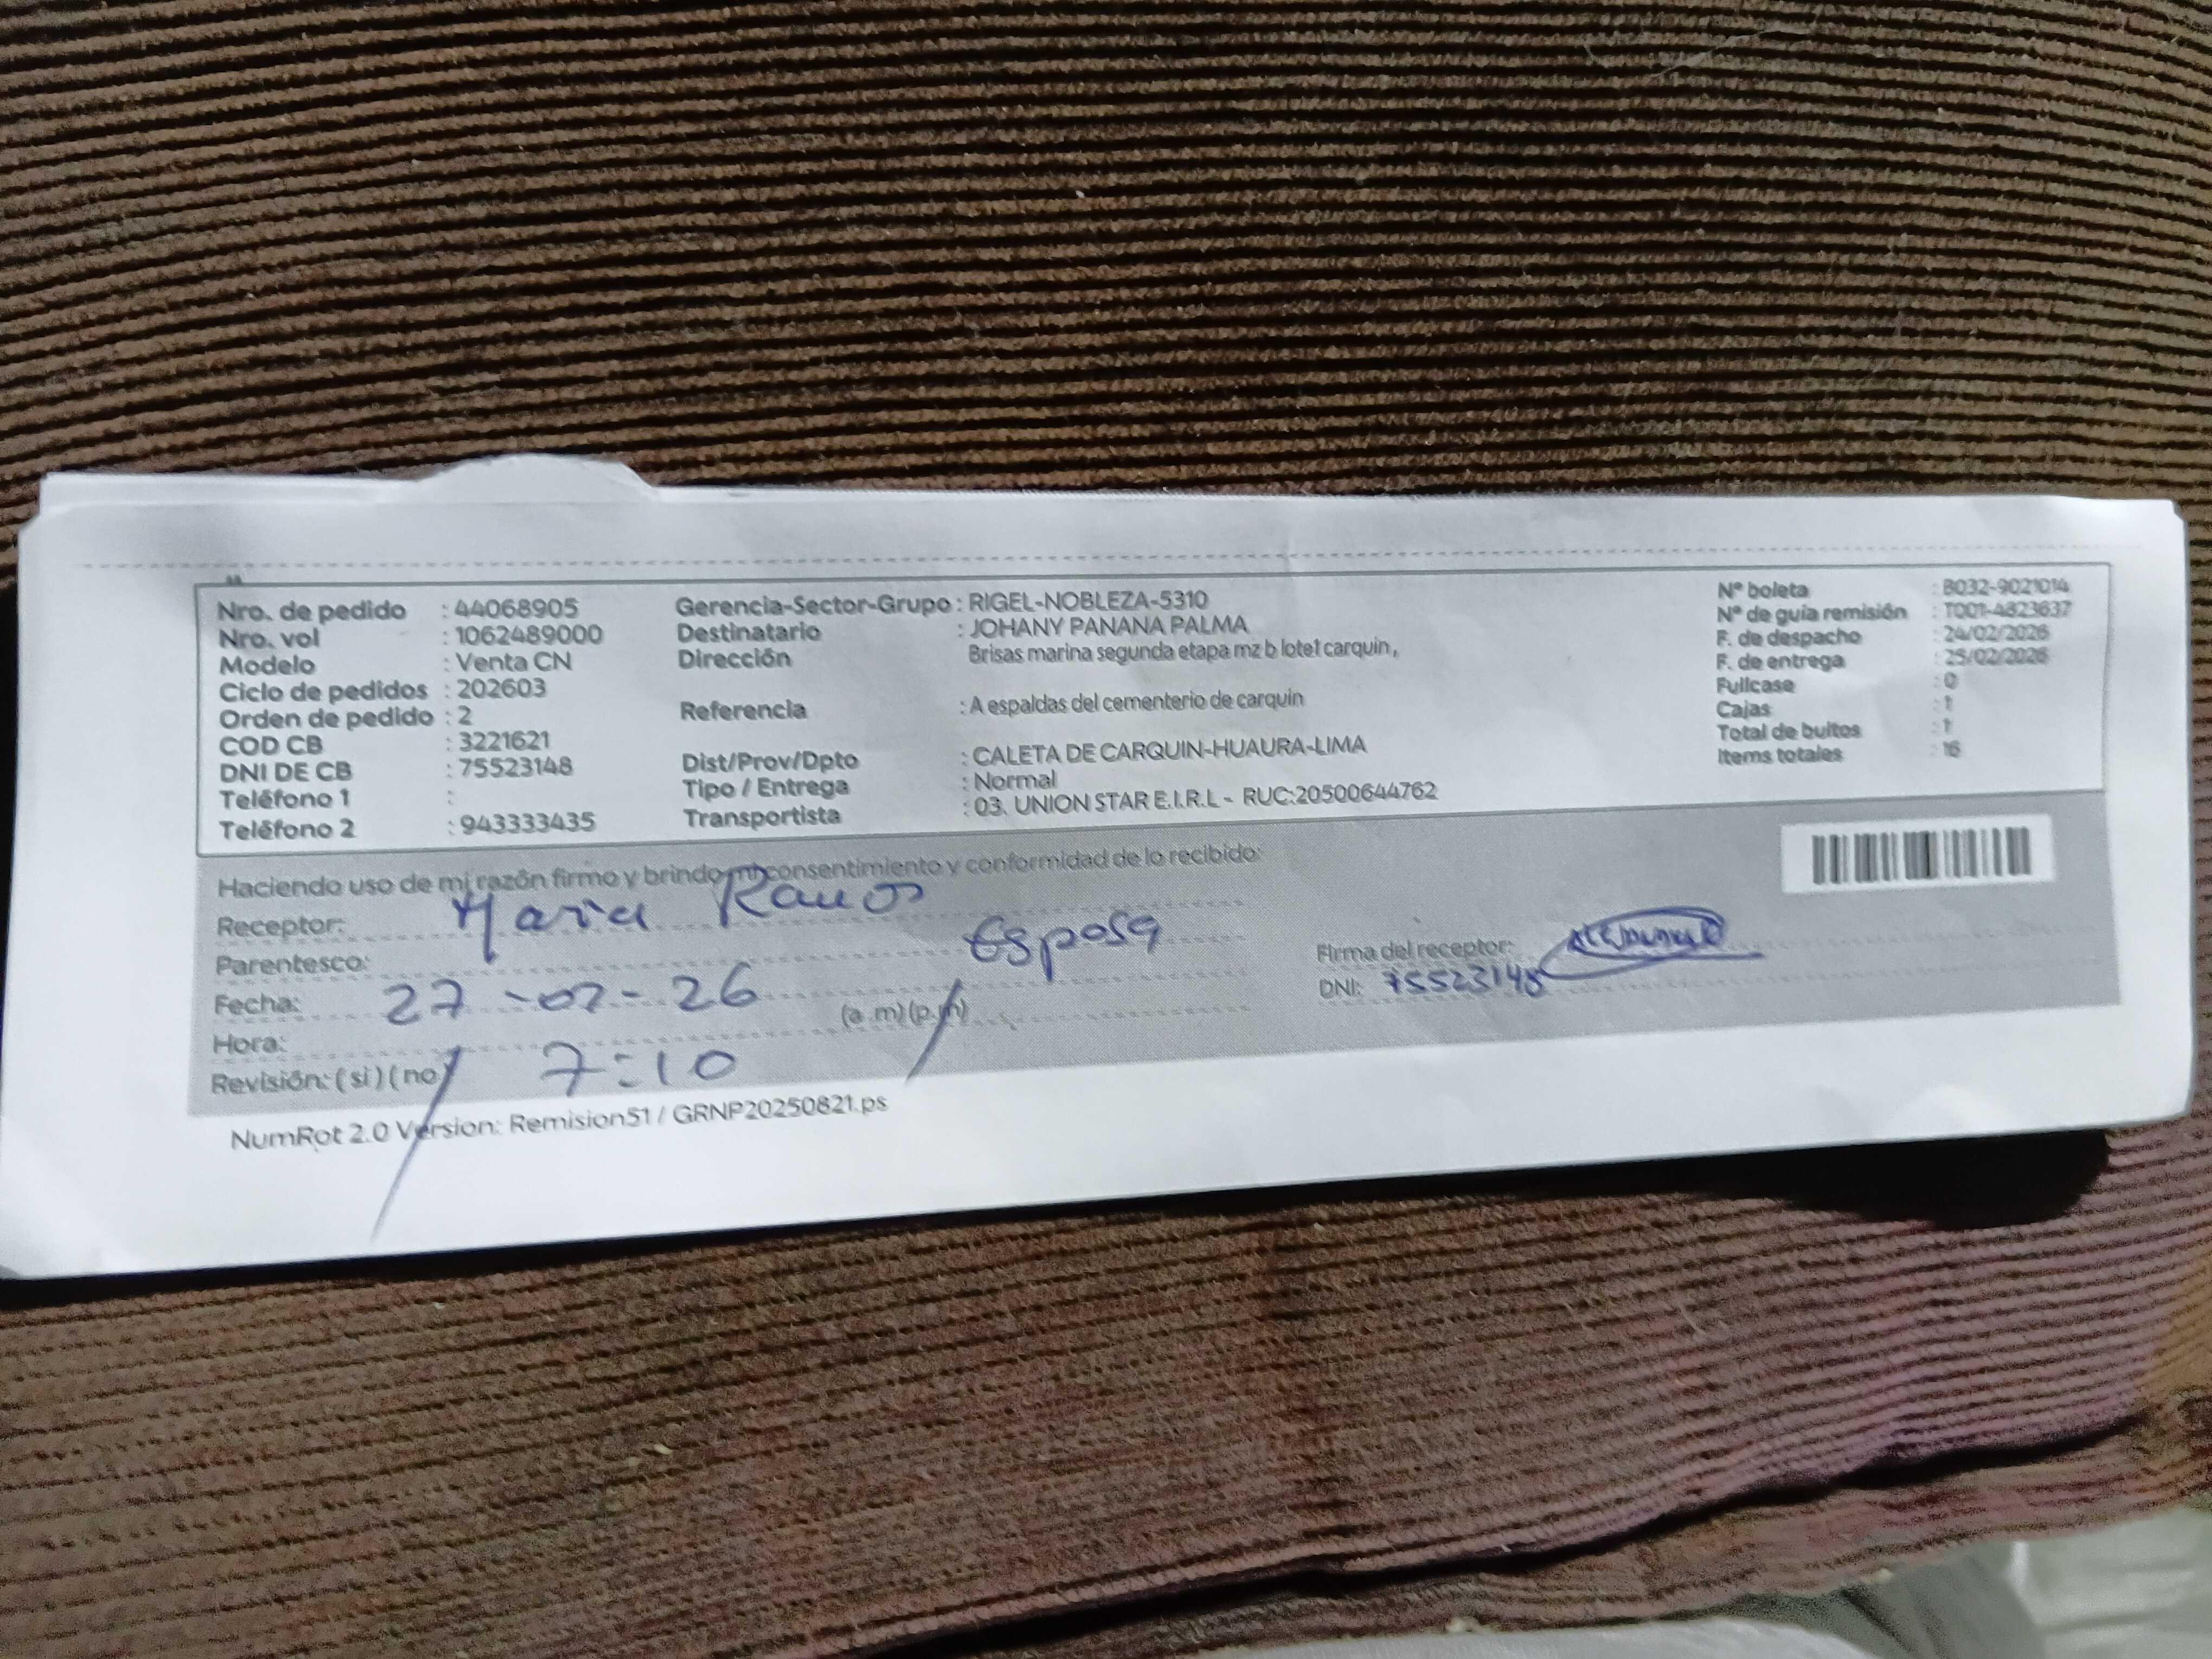 Nro. de pedido : 44068905
Nro. vol : 1062489000
Modelo : Venta CN
Ciclo de pedidos : 202603
Orden de pedido : 2
COD CB : 3221621
DNI DE CB : 75523148
Teléfono 1 :
Teléfono 2 : 943333435
Gerencia-Sector-Grupo : RIGEL-NOBLEZA-5310
Destinatario : JOHANY PANANA PALMA
Dirección Brisas marina segunda etapa mz b lote1 carquin,
Referencia : A espaldas del cementerio de carquin
Dist/Prov/Dpto : CALETA DE CARQUIN-HUAURA-LIMA
Tipo / Entrega : Normal
Transportista : 03. UNION STAR E.I.R.L - RUC:20500644762
N° boleta : B032-9021014
N° de guía remisión : T001-4823637
F. de despacho : 24/02/2026
F. de entrega : 25/02/2026
Fullcase : 0
Cajas : 1
Total de bultos : 1
Items totales : 16
Haciendo uso de mi razón firmo y brindo mi consentimiento y conformidad de lo recibido:
Receptor: Maria Ramos
Parentesco: Esposa
Fecha: 27-02-26
Hora: 7:10 (a.m)(p.m)
Revisión: (si)(no)
Firma del receptor:
DNI: 75523148
NumRot 2.0 Version: Remision51 / GRNP20250821.ps